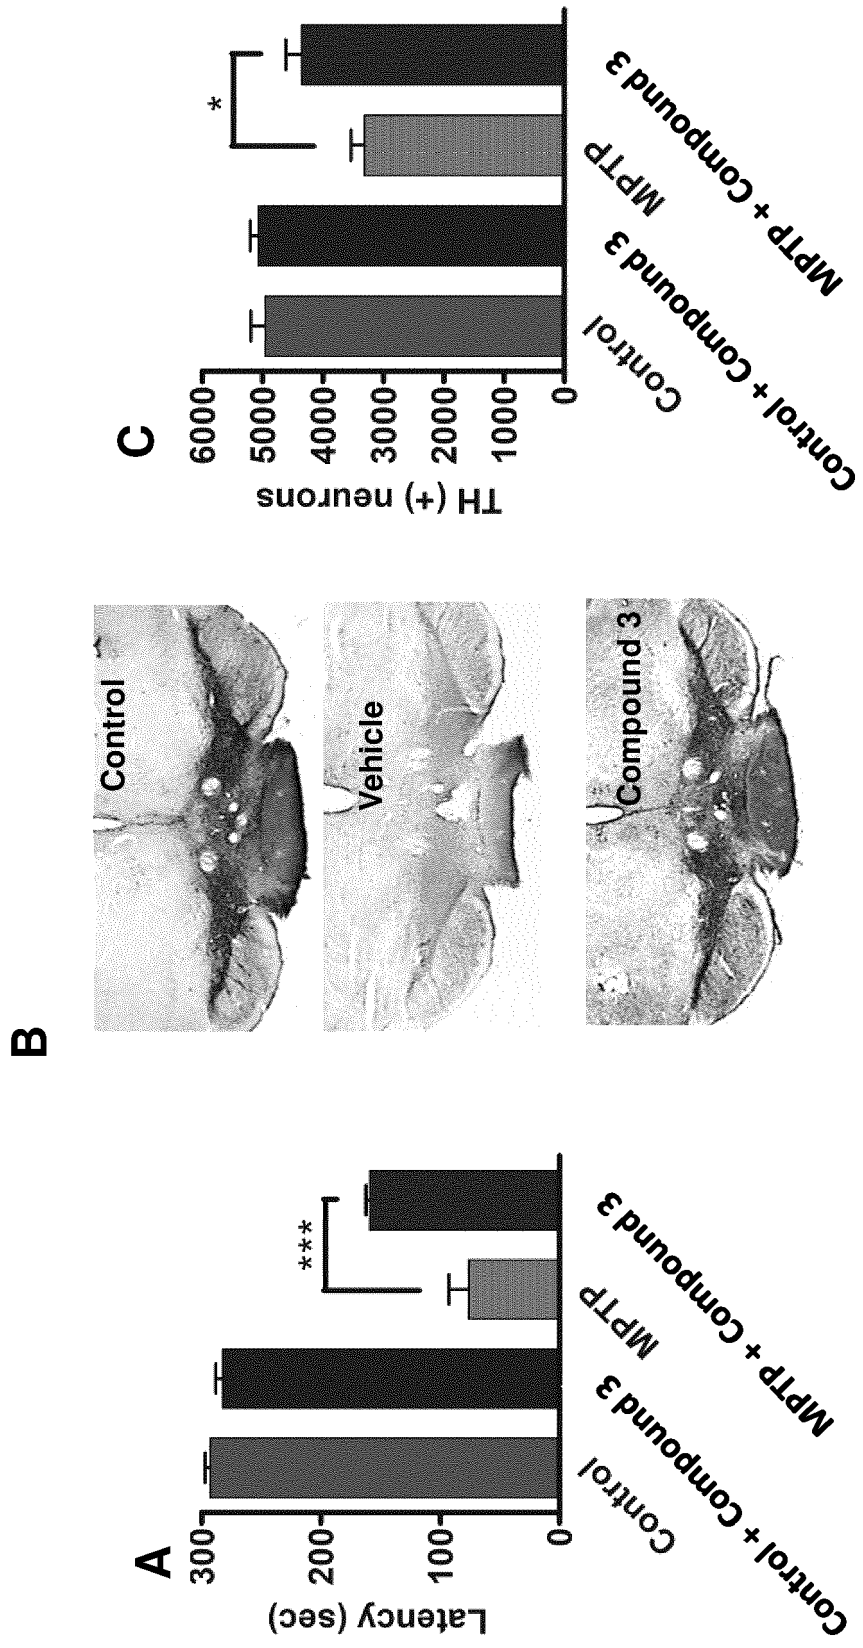 A
Latency (sec)
300
200
100
0
***
Control
Control + Compound 3
MPTP
MPTP + Compound 3
B
Control
Vehicle
Compound 3
C
TH (+) neurons
6000
5000
4000
3000
2000
1000
0
*
Control
Control + Compound 3
MPTP
MPTP + Compound 3